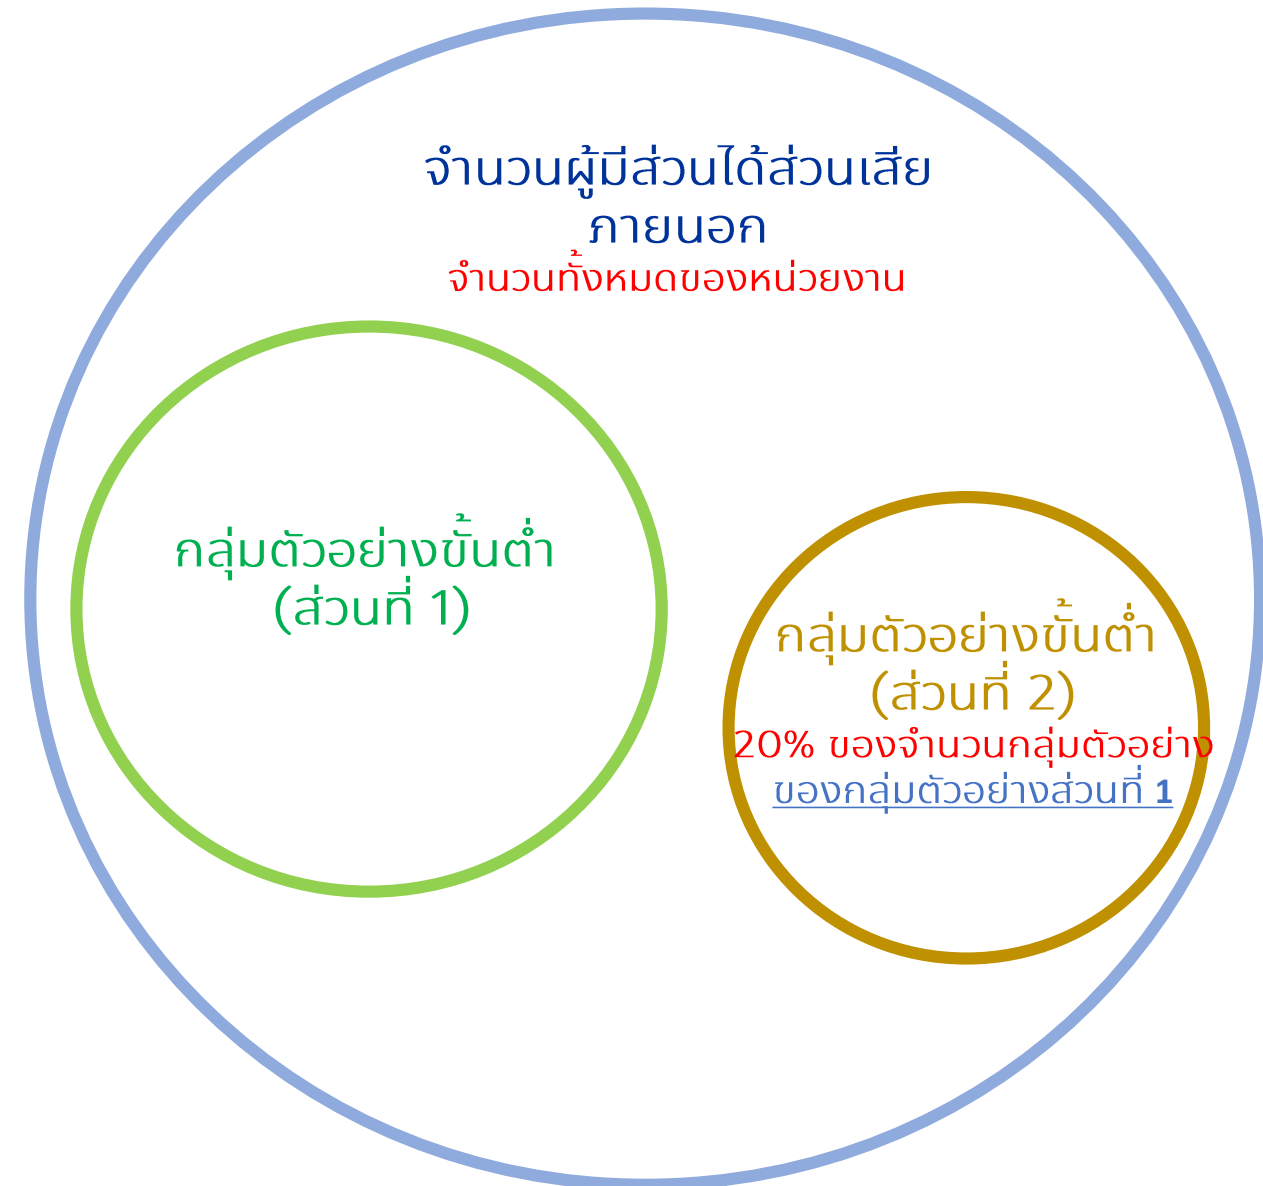 จำนวนผู้มีส่วนได้ส่วนเสีย
ภายนอก
จำนวนทั้งหมดของหน่วยงาน
กลุ่มตัวอย่างขั้นต่ำ
(ส่วนที่ 1)
กลุ่มตัวอย่างขั้นต่ำ
(ส่วนที่ 2)
20% ของจำนวนกลุ่มตัวอย่าง
ของกลุ่มตัวอย่างส่วนที่ 1